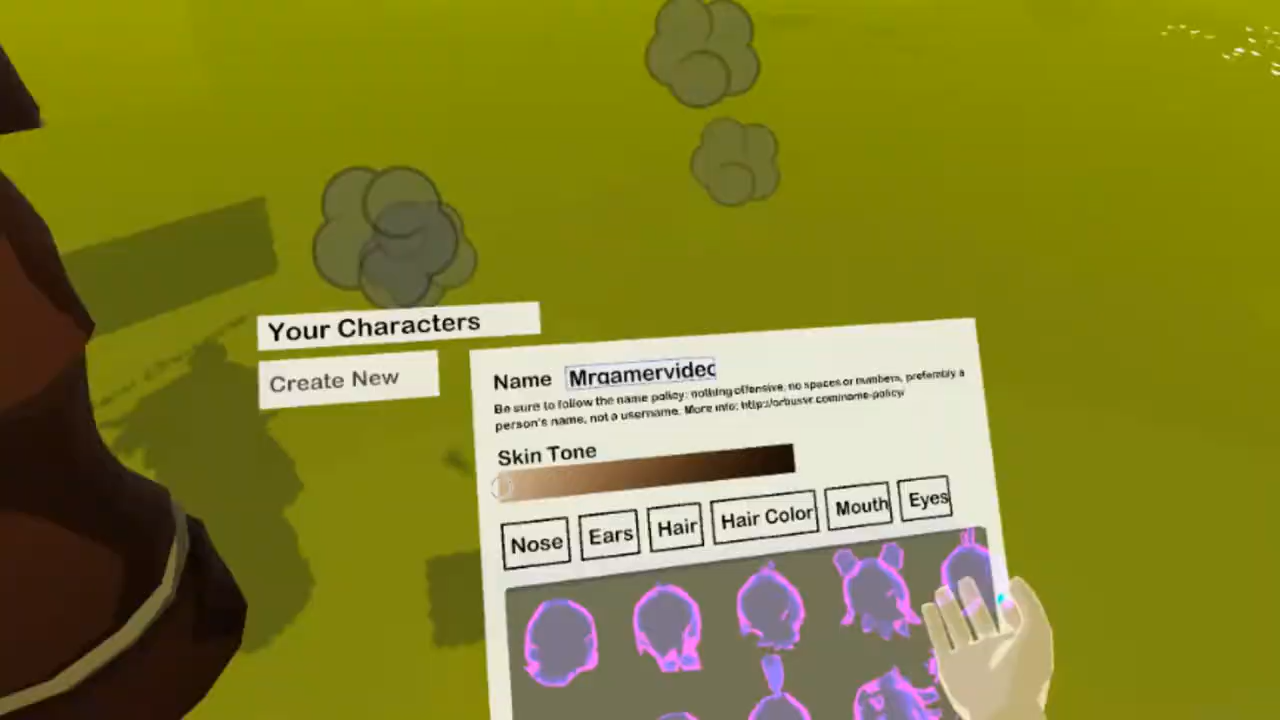 Your Characters
Create New
Name Mrgamervideo
Be sure to follow the name policy: nothing offensive, no spaces or numbers, preferably a
person's name, not a username. More info: http://orbusvr.com/name-policy/
Skin Tone
Nose Ears Hair Hair Color Mouth Eyes